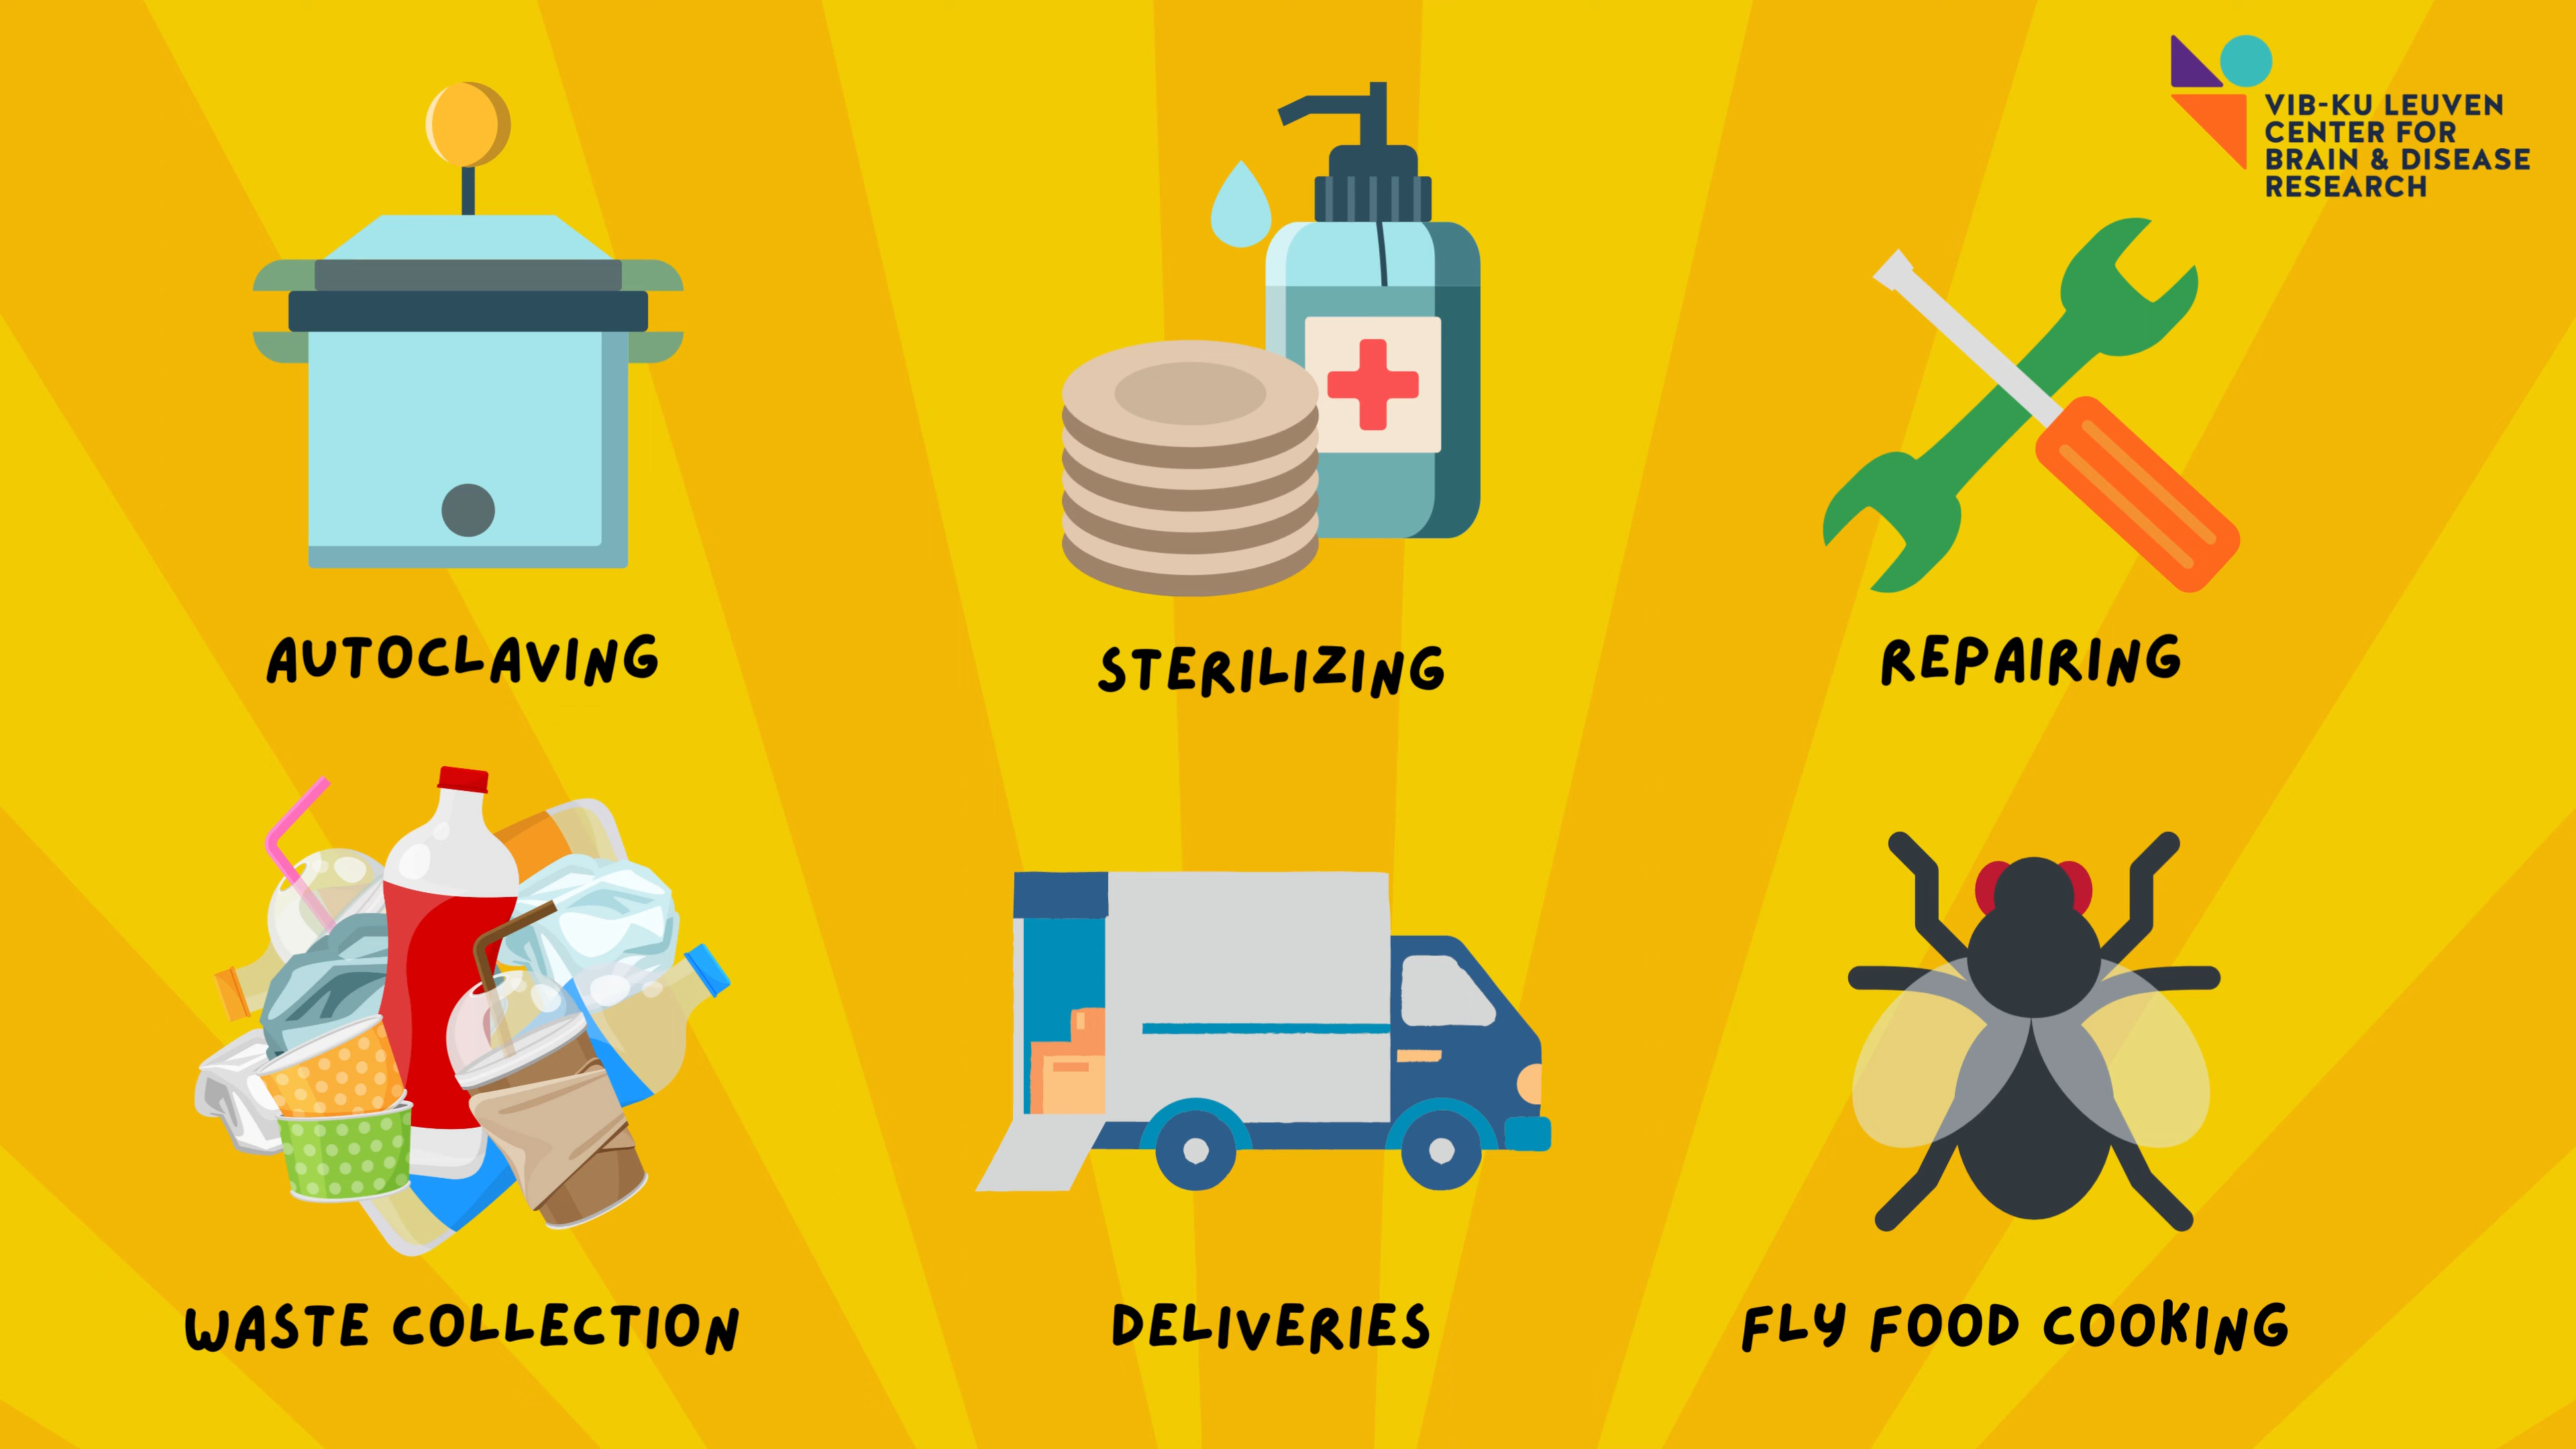 VIB-KU LEUVEN
CENTER FOR
BRAIN & DISEASE
RESEARCH
AUTOCLAVING
STERILIZING
REPAIRING
WASTE COLLECTION
DELIVERIES
FLY FOOD COOKING